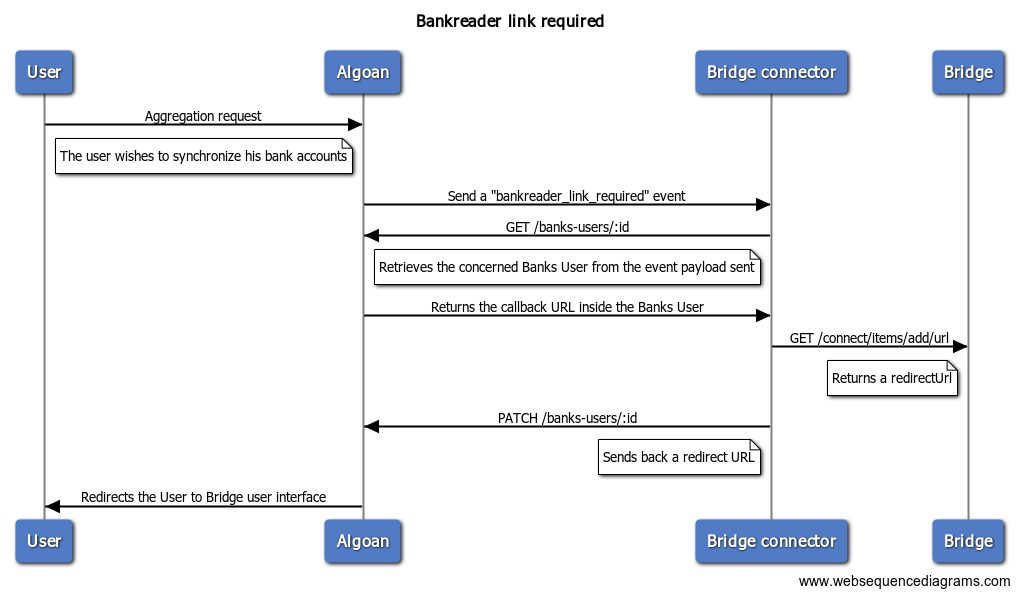 Bankreader link required
User
Algoan
Bridge connector
Bridge
Aggregation request
The user wishes to synchronize his bank accounts
Send a "bankreader_link_required" event
GET /banks-users/:id
Retrieves the concerned Banks User from the event payload sent
Returns the callback URL inside the Banks User
GET /connect/items/add/url
Returns a redirectUrl
PATCH /banks-users/:id
Sends back a redirect URL
Redirects the User to Bridge user interface
User
Algoan
Bridge connector
Bridge
www.websequencediagrams.com